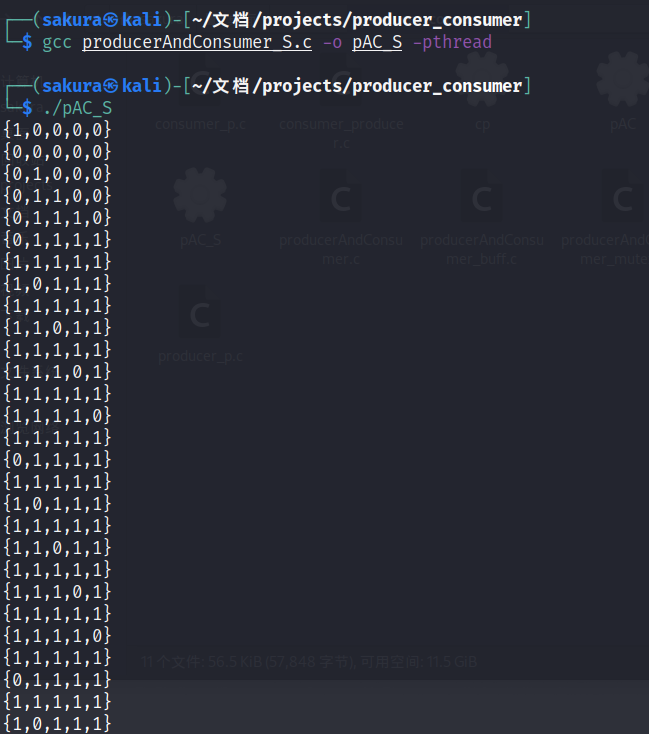 ┌──(sakura㉿kali)-[~/文档/projects/producer_consumer]
└─$ gcc producerAndConsumer_S.c -o pAC_S -pthread
┌──(sakura㉿kali)-[~/文档/projects/producer_consumer]
└─$ ./pAC_S
{1,0,0,0,0}
consumer_p.c consumer_produce cp pAC
r.c
{0,0,0,0,0}
{0,1,0,0,0}
{0,1,1,0,0}
{0,1,1,1,0}
{0,1,1,1,1}
pAC_S producerAndConsu producerAndConsu
mer.c mer_buff.c
{1,1,1,1,1}
{1,0,1,1,1}
{1,1,1,1,1}
{1,1,0,1,1}
{1,1,1,1,1}
producer_p.c
{1,1,1,0,1}
{1,1,1,1,1}
{1,1,1,1,0}
{1,1,1,1,1}
{0,1,1,1,1}
{1,1,1,1,1}
{1,0,1,1,1}
{1,1,1,1,1}
{1,1,0,1,1}
{1,1,1,1,1}
{1,1,1,0,1}
{1,1,1,1,1}
{1,1,1,1,0}
{1,1,1,1,1}
11 个文件: 56.5 KiB (57,848 字节), 可用空间: 11.5 GiB
{0,1,1,1,1}
{1,1,1,1,1}
{1,0,1,1,1}